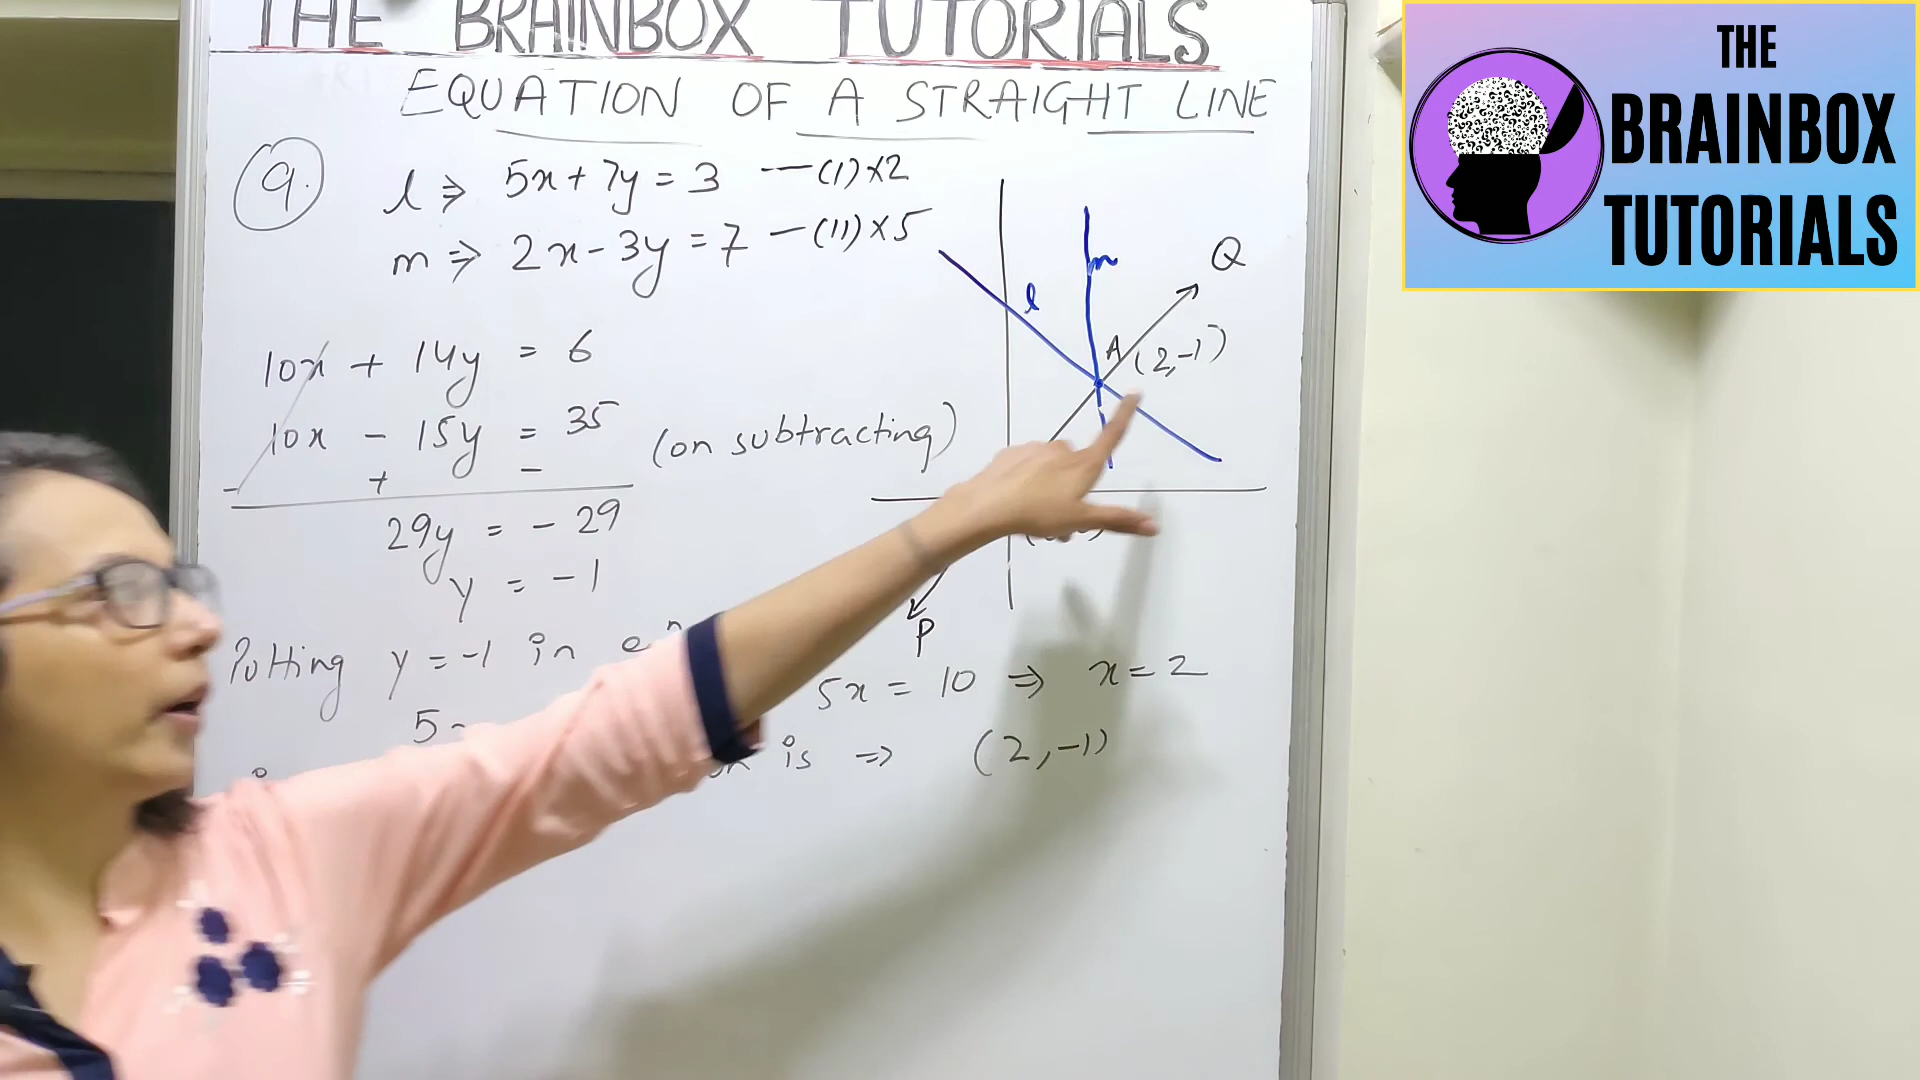 THE BRAINBOX TUTORIALS
EQUATION OF A STRAIGHT LINE
9.
l ⇒ 5x + 7y = 3 —(I)×2
m ⇒ 2x - 3y = 7 —(II)×5
10x + 14y = 6
10x - 15y = 35 (on subtracting)
- + -
29y = -29
y = -1
Putting y = -1 in
5x = 10 ⇒ x = 2
is ⇒ (2, -1)
l
m
Q
A (2, -1)
P
THE
BRAINBOX
TUTORIALS